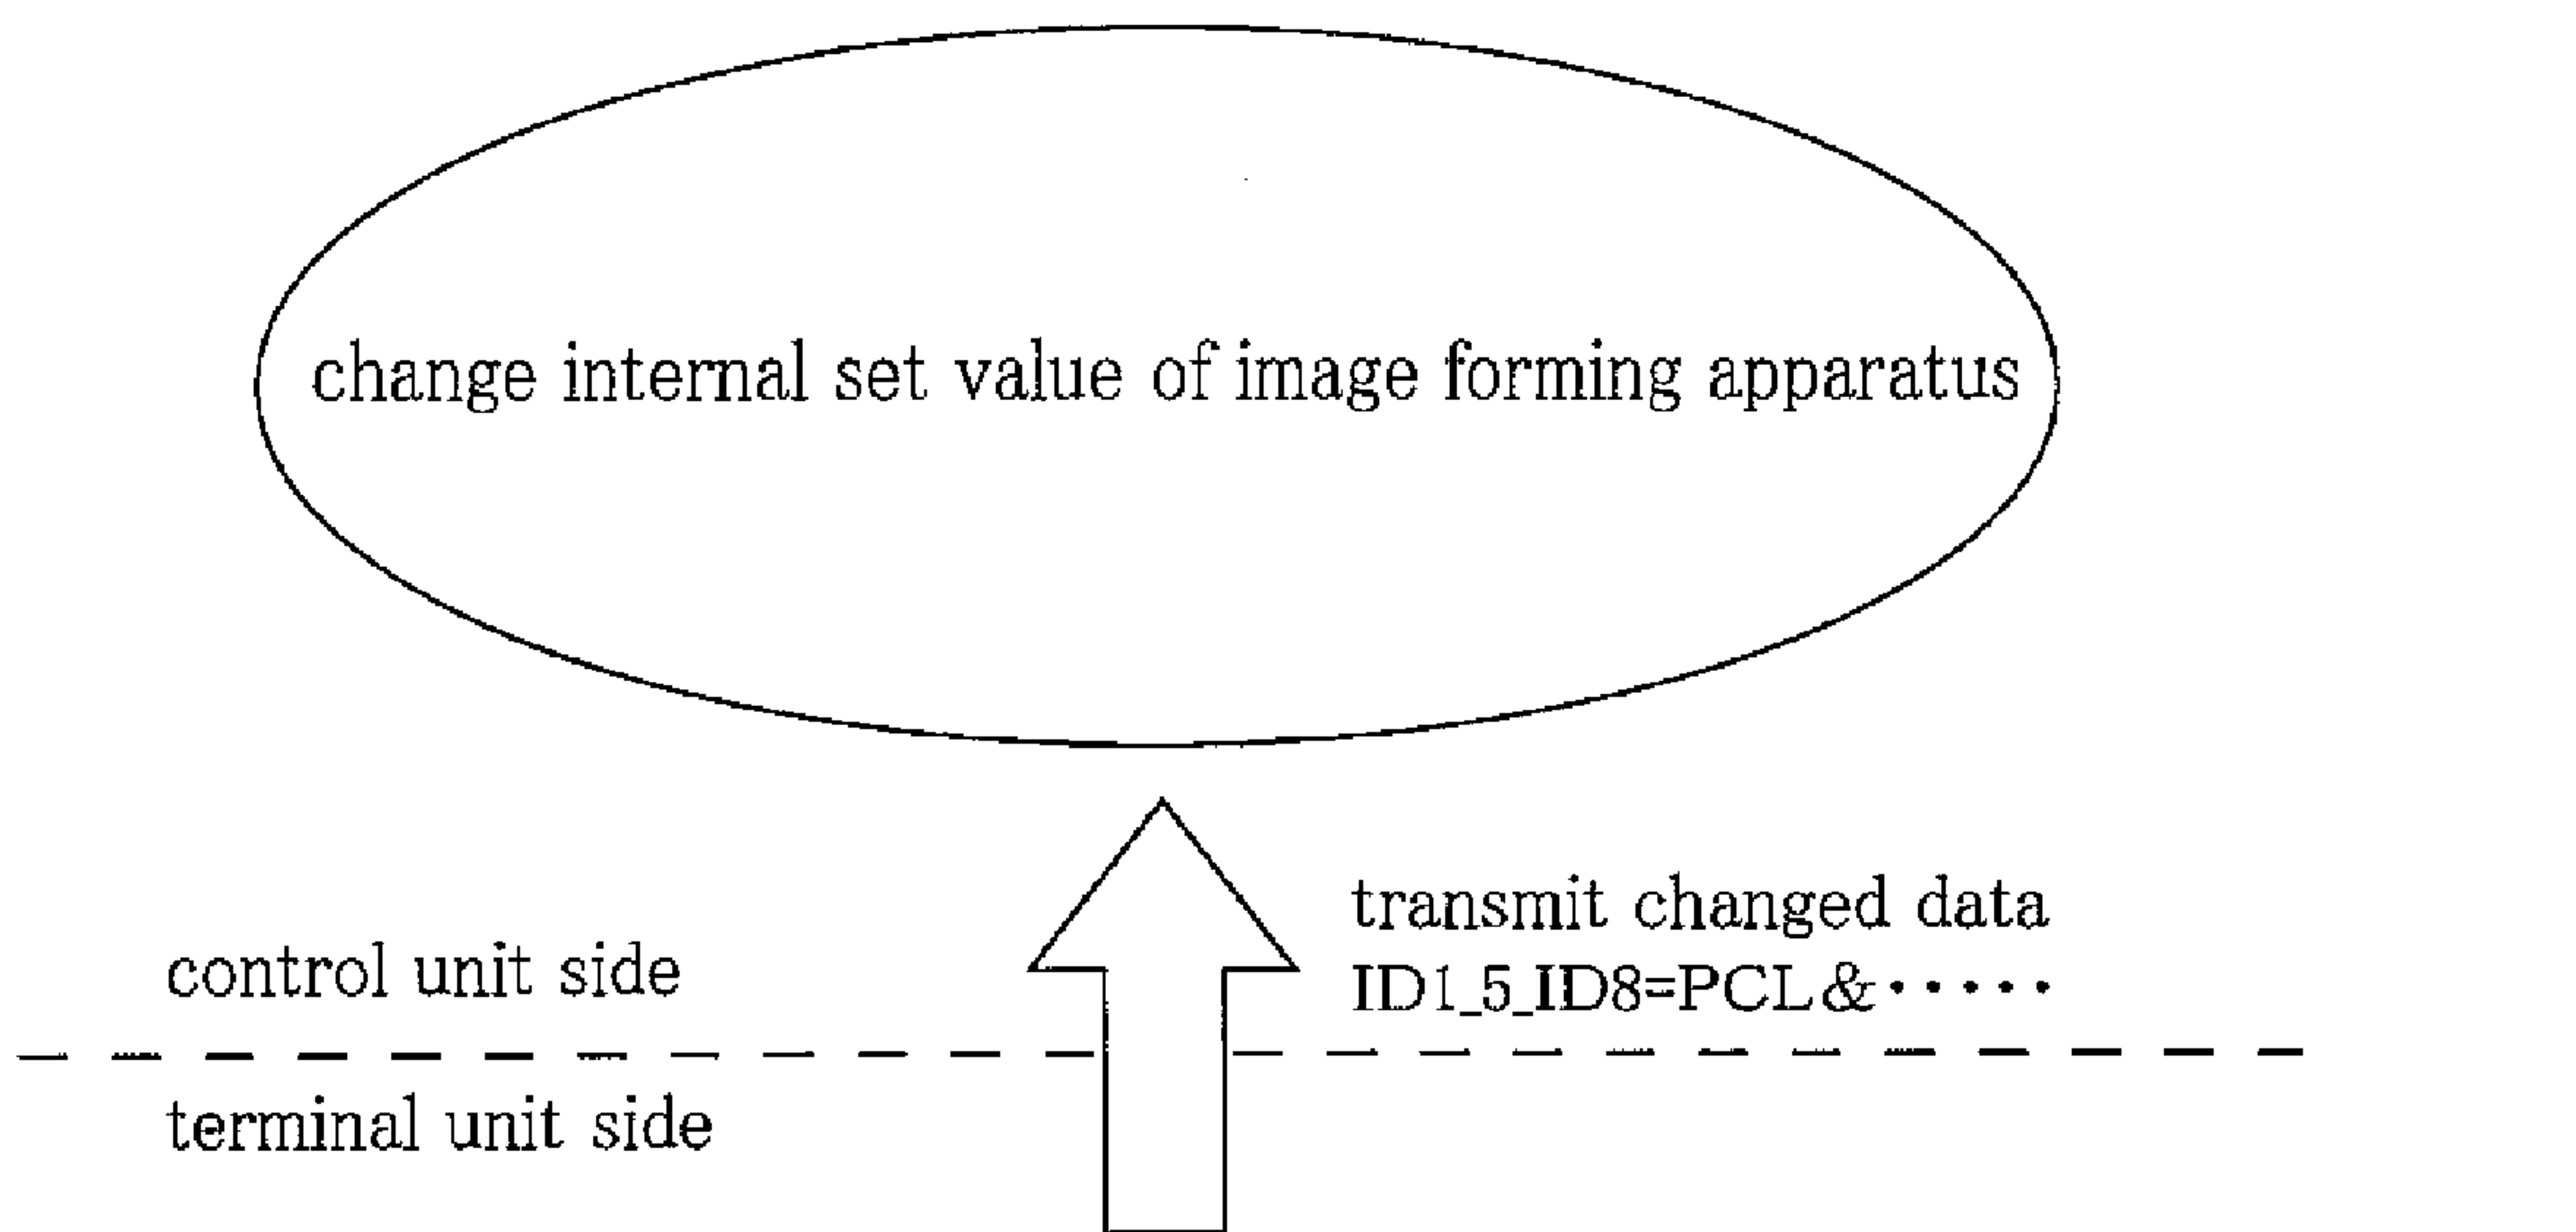 change internal set value of image forming apparatus
transmit changed data
ID1_5_ID8=PCL&·····
control unit side
terminal unit side